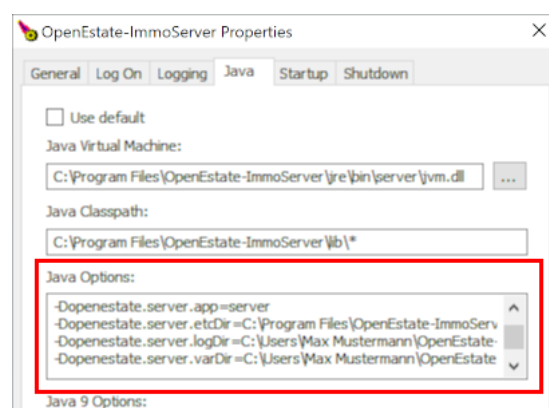 OpenEstate-ImmoServer Properties
General Log On Logging Java Startup Shutdown
Use default
Java Virtual Machine:
C:\Program Files\OpenEstate-ImmoServer\jre\bin\server\jvm.dll ...
Java Classpath:
C:\Program Files\OpenEstate-ImmoServer\lib\*
Java Options:
-Dopenestate.server.app=server
-Dopenestate.server.etcDir=C:\Program Files\OpenEstate-ImmoServ
-Dopenestate.server.logDir=C:\Users\Max Mustermann\OpenEstate-
-Dopenestate.server.varDir=C:\Users\Max Mustermann\OpenEstate
Java 9 Options: